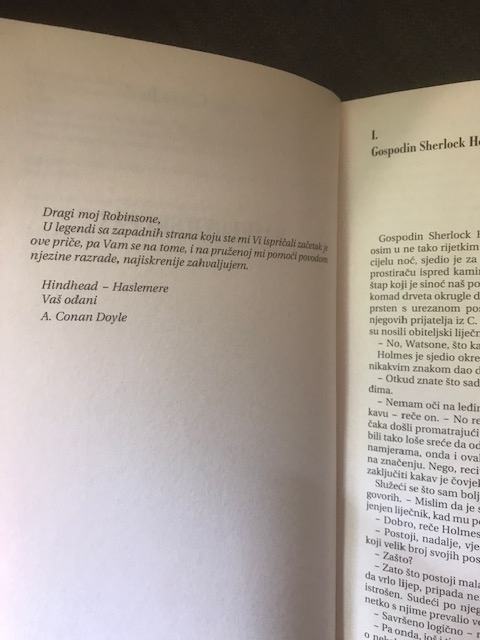 Dragi moj Robinsone,
U legendi sa zapadnih strana koju ste mi Vi ispričali začetak je
ove priče, pa Vam se na tome, i na pruženoj mi pomoći povodom
njezine razrade, najiskrenije zahvaljujem.
Hindhead – Haslemere
Vaš odani
A. Conan Doyle
I.
Gospodin Sherlock
Gospodin Sherlock
osim u ne tako rijetkim
cijelu noć, sjedio je za
prostiraču ispred kamin
štap koji je sinoć naš po
komad drveta okrugle d
prsten s urezanom pos
njegovih prijatelja iz C.
su nosili obiteljski liječn
– No, Watsone, što ka
Holmes je sjedio okre
nikakvim znakom dao d
– Otkud znate što sad
đima.
– Nemam oči na leđim
kavu – reče on. – No re
čaka došli promatrajući
bili tako loše sreće da od
namjerama, onda i oval
na značenju. Nego, reci
zaključiti kakav je čovjek
Služeći se što sam bolj
govorih. – Mislim da je s
jenjen liječnik, kad mu po
– Dobro, reče Holmes
– Postoji, nadalje, vje
koji velik broj svojih pos
– Zašto?
– Zato što postoji mala
da vrlo lijep, pripada ne
istrošen. Sudeći po njeg
netko s njime prevalio ve
– Savršeno logično –
– Pa onda, još i